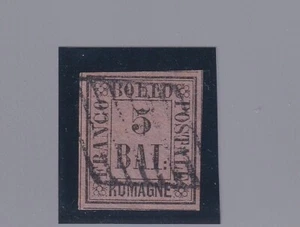 BOLLO
FRANCO
POSTALE
5
BAI
ROMAGNE